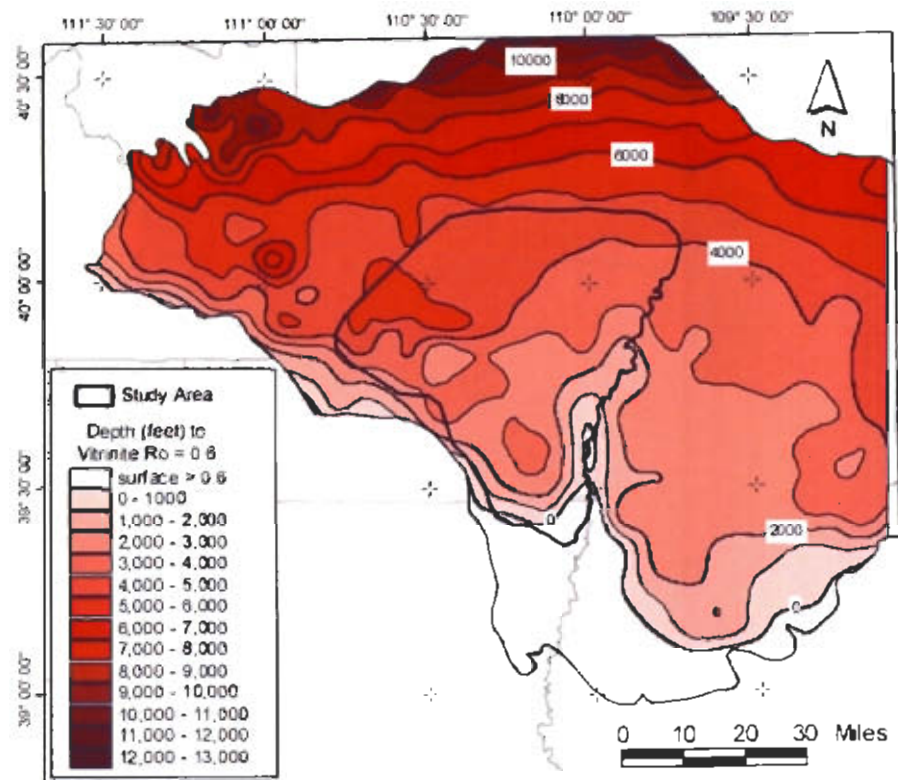 111° 30' 00" 111° 00' 00" 110° 30' 00" 110° 00' 00" 109° 30' 00"
40° 30' 00"
10000
8000
N
6000
4000
40° 00' 00"
Study Area
Depth (feet) to
Vitrinite Ro = 0.6
surface > 0.6
0 - 1000
1,000 - 2,000
2,000 - 3,000
3,000 - 4,000
4,000 - 5,000
5,000 - 6,000
6,000 - 7,000
7,000 - 8,000
8,000 - 9,000
9,000 - 10,000
10,000 - 11,000
11,000 - 12,000
12,000 - 13,000
39° 30' 00"
0
2000
0
39° 00' 00"
0 10 20 30 Miles